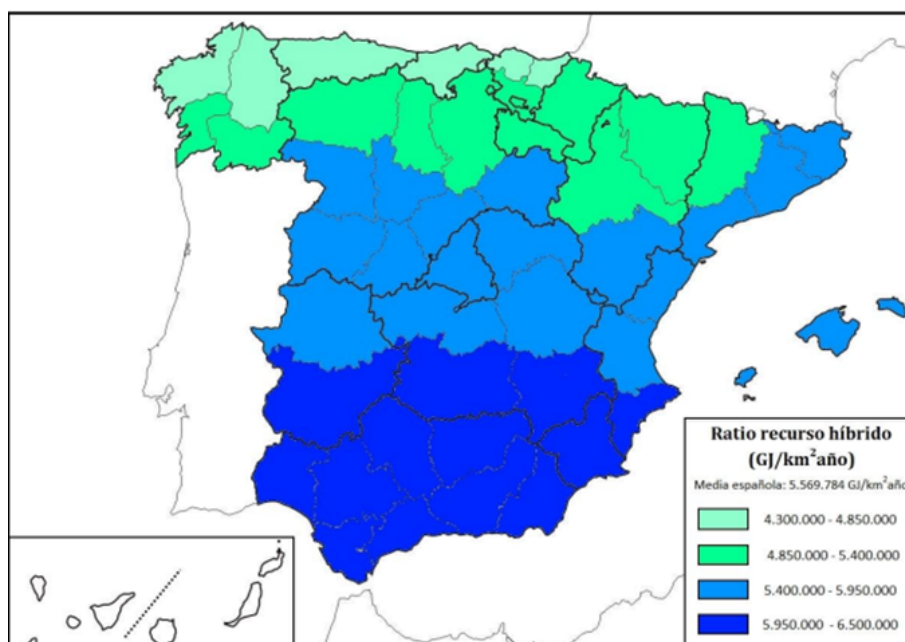 Ratio recurso híbrido
(GJ/km²año)
Media española: 5.569.784 GJ/km²año
4.300.000 - 4.850.000
4.850.000 - 5.400.000
5.400.000 - 5.950.000
5.950.000 - 6.500.000